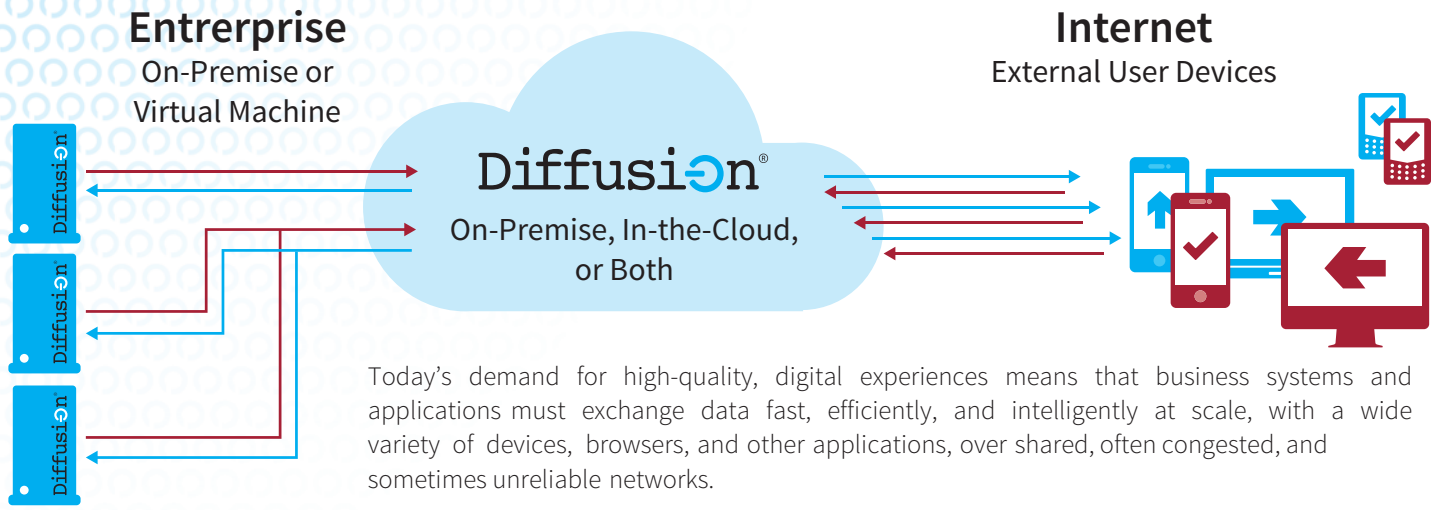 Entrerprise
On-Premise or
Virtual Machine
Internet
External User Devices
Diffusion®
Diffusion®
Diffusion®
Diffusion®
On-Premise, In-the-Cloud,
or Both
Today’s demand for high-quality, digital experiences means that business systems and
applications must exchange data fast, efficiently, and intelligently at scale, with a wide
variety of devices, browsers, and other applications, over shared, often congested, and
sometimes unreliable networks.